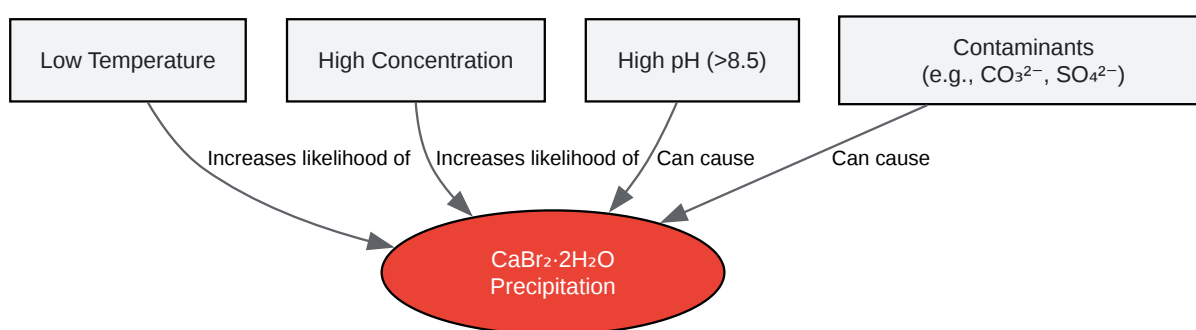 Low Temperature
High Concentration
High pH (>8.5)
Contaminants
(e.g., CO₃²⁻, SO₄²⁻)
Increases likelihood of
Increases likelihood of
Can cause
Can cause
CaBr₂·2H₂O
Precipitation